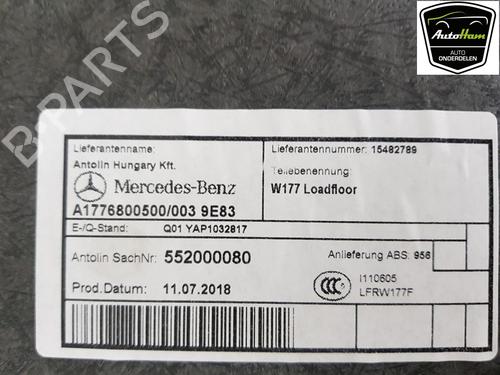 AutoHam
AUTO
ONDERDELEN
B-PARTS
Lieferantenname:
Antolin Hungary Kft.
Mercedes-Benz
A1776800500/003 9E83
Lieferantennummer: 15482789
Teilebenennung:
W177 Loadfloor
E-/Q-Stand: Q01 YAP1032817
Antolin SachNr: 552000080
Prod.Datum: 11.07.2018
Anlieferung ABS: 956
CCC
I110605
LFRW177F